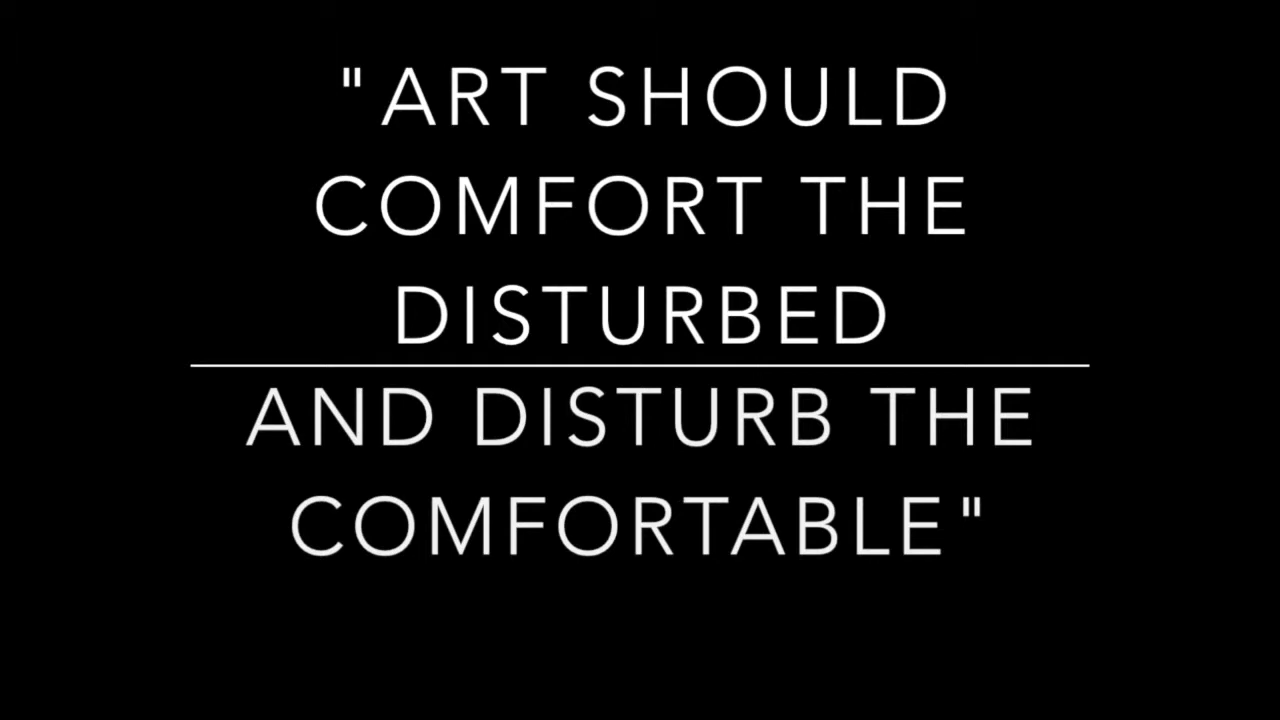 "ART SHOULD
COMFORT THE
DISTURBED
AND DISTURB THE
COMFORTABLE"